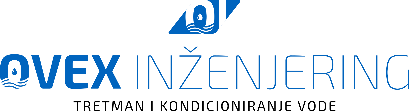 OVEX INŽENJERING
TRETMAN I KONDICIONIRANJE VODE